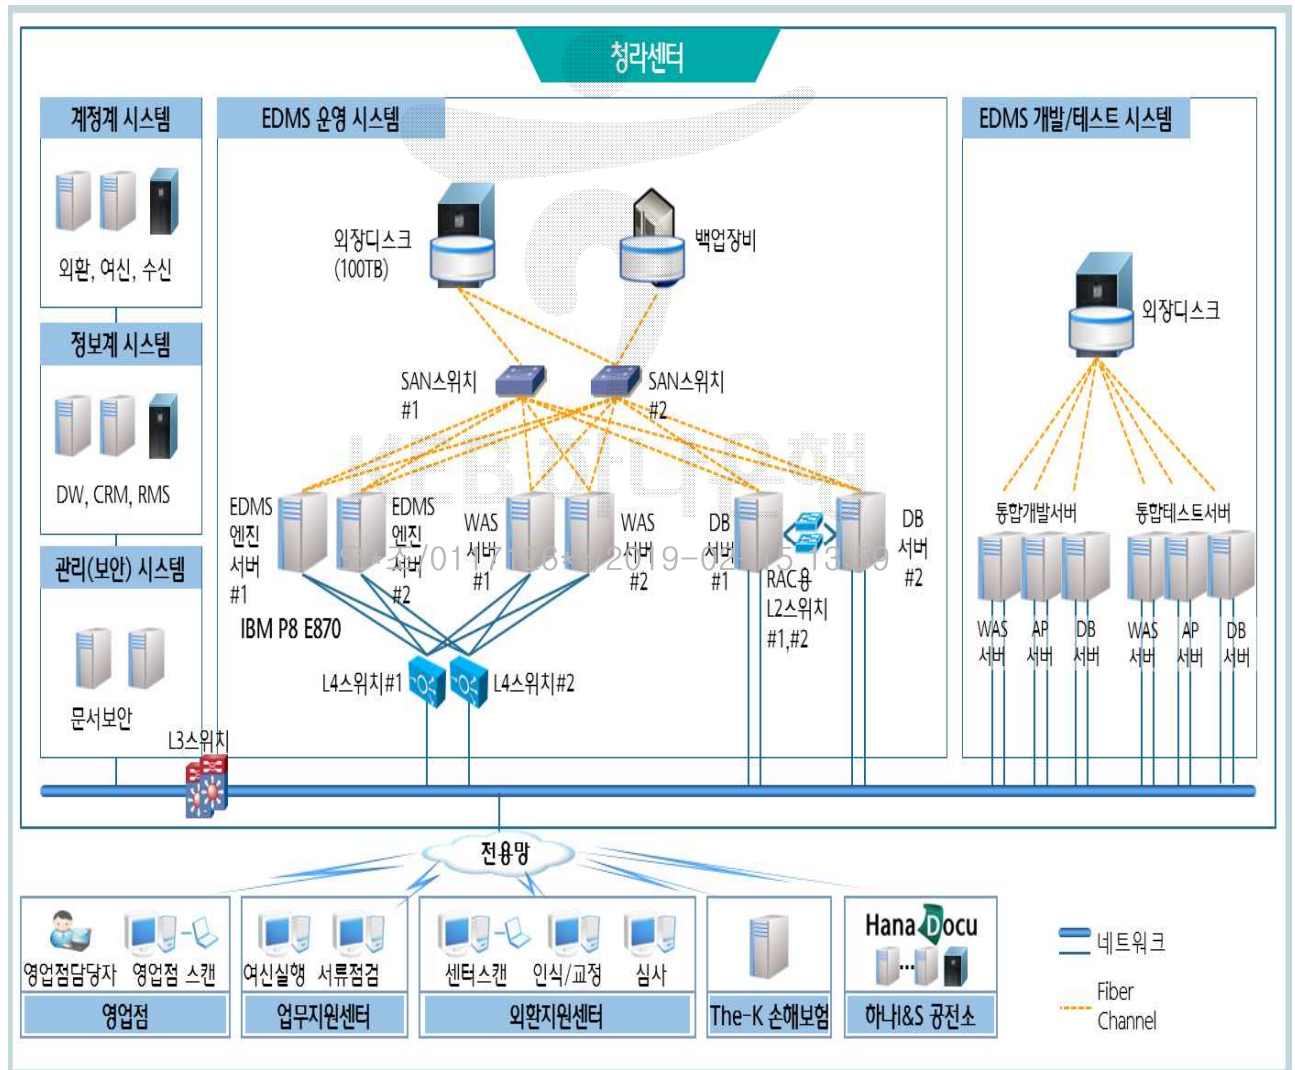 청라센터
계정계 시스템
외환, 여신, 수신
정보계 시스템
DW, CRM, RMS
관리(보안) 시스템
문서보안
L3스위치
EDMS 운영 시스템
외장디스크
(100TB)
백업장비
SAN스위치
#1
SAN스위치
#2
EDMS
엔진
서버
#1
EDMS
엔진
서버
#2
WAS
서버
#1
WAS
서버
#2
DB
서버
#1
RAC용
L2스위치
#1,#2
DB
서버
#2
IBM P8 E870
L4스위치#1
L4스위치#2
EDMS 개발/테스트 시스템
외장디스크
통합개발서버
통합테스트서버
WAS
서버
AP
서버
DB
서버
WAS
서버
AP
서버
DB
서버
전용망
영업점담당자
영업점 스캔
영업점
여신실행
서류점검
업무지원센터
센터스캔
인식/교정
심사
외환지원센터
The-K 손해보험
Hana Docu
하나I&S 공전소
네트워크
Fiber
Channel